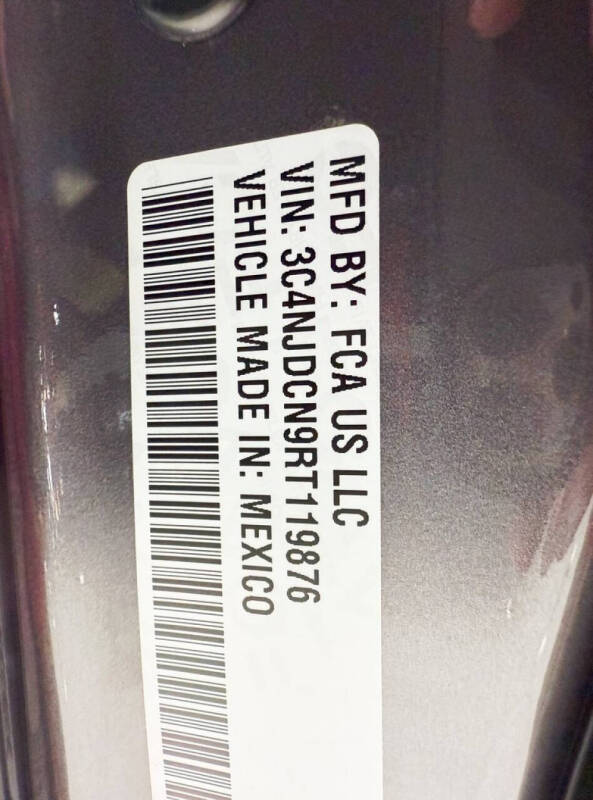 MFD BY: FCA US LLC
VIN: 3C4NJDCN9RT119876
VEHICLE MADE IN: MEXICO